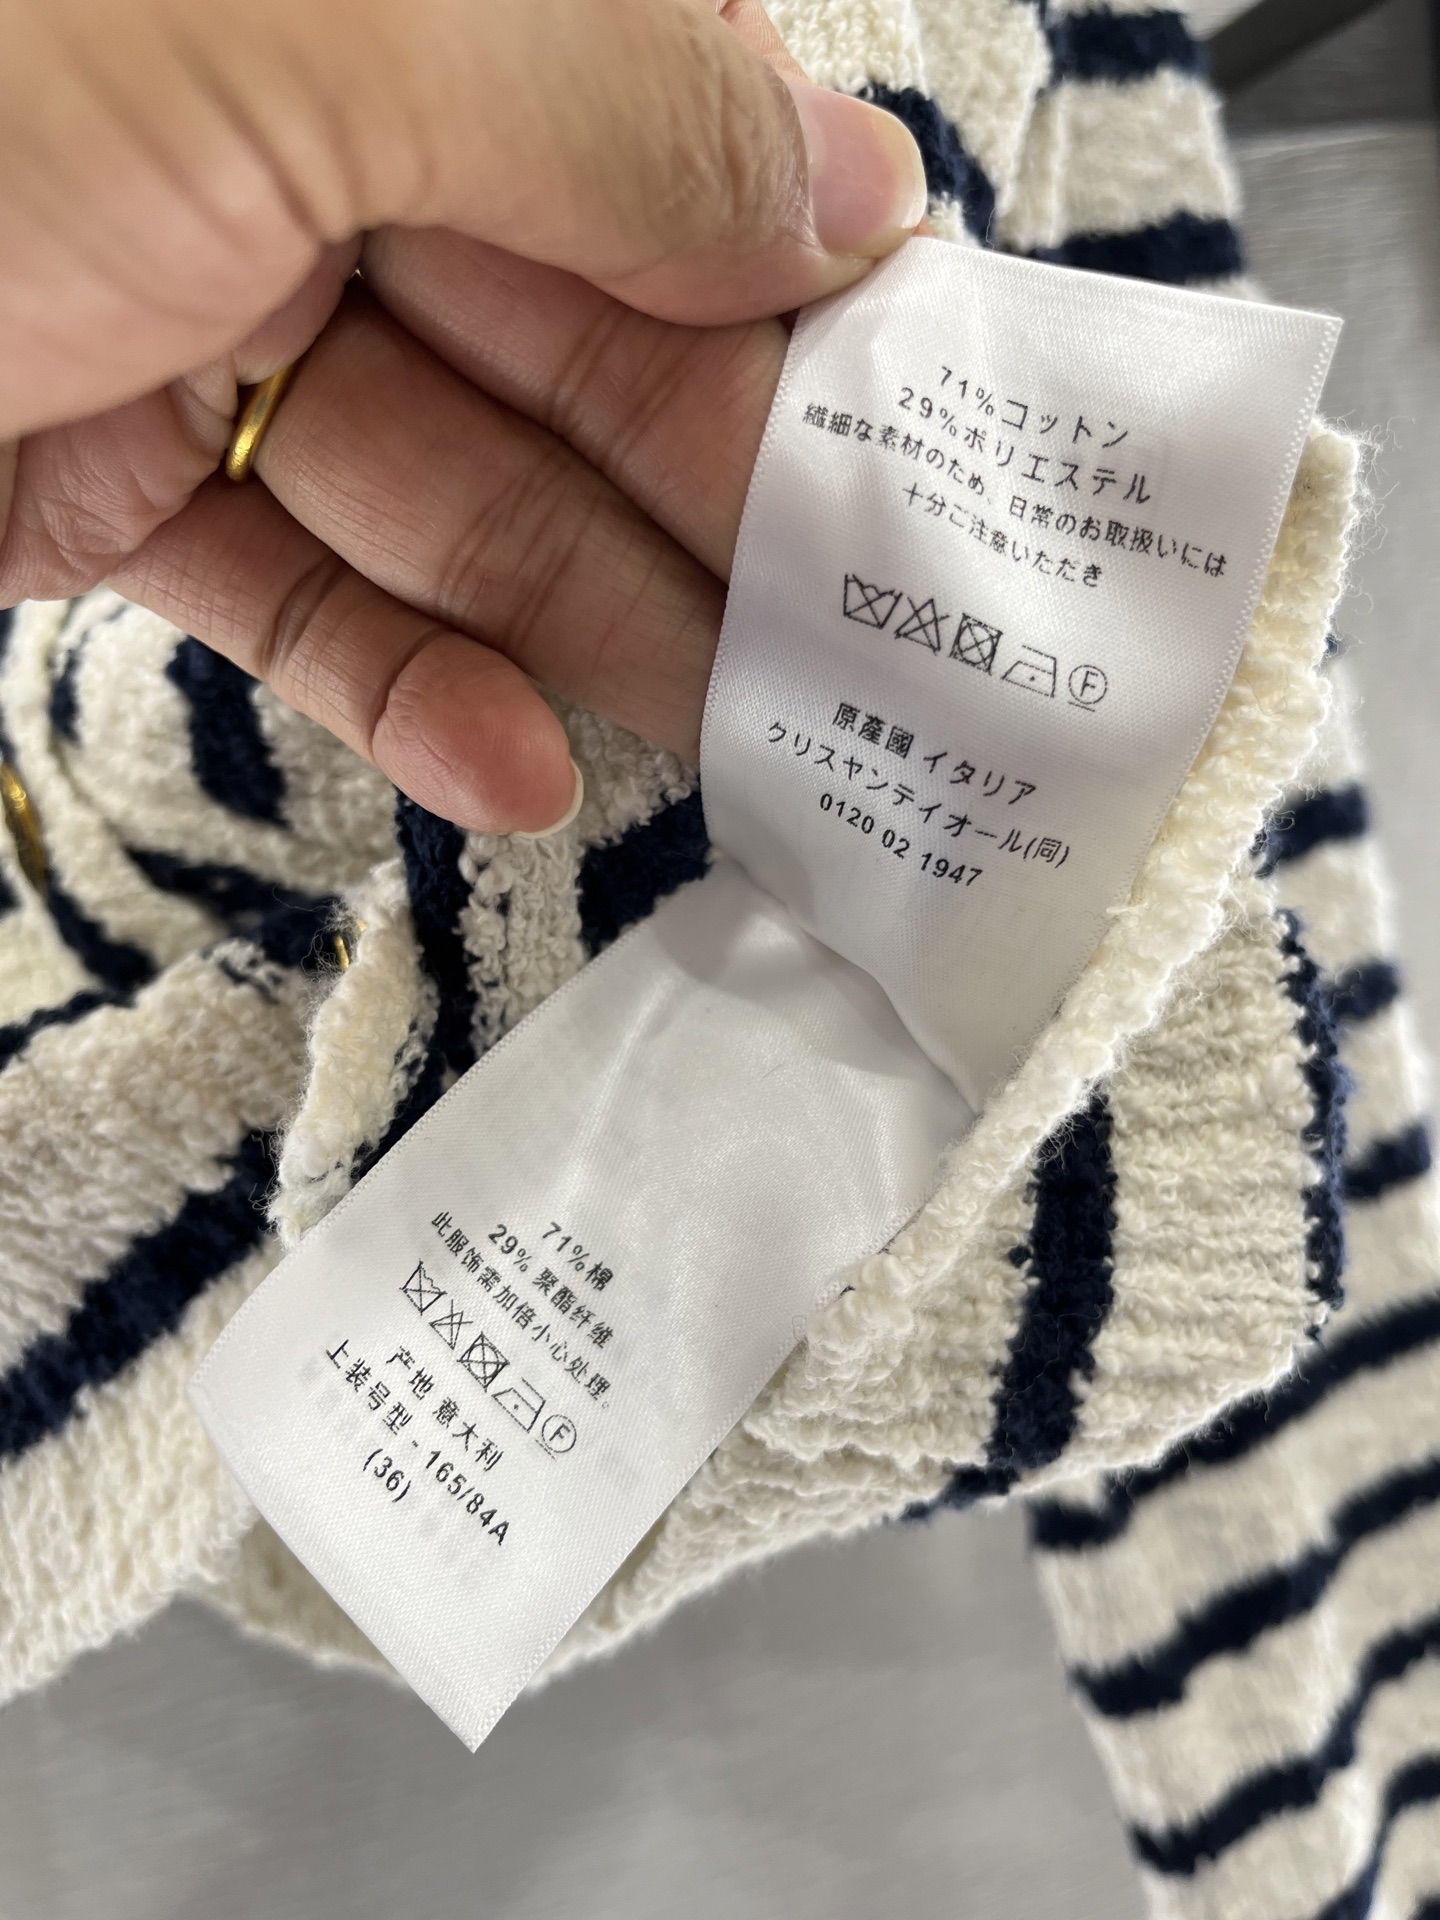 71%コットン
29%ポリエステル
繊細な素材のため、日常のお取扱いには
十分ご注意いただき
F
原產國 イタリア
クリスヤンテイオール(同)
0120 02 1947
71%棉
29% 聚酯纤维
此服饰需加倍小心处理。
F
产地 意大利
上装号型 - 165/84A
(36)